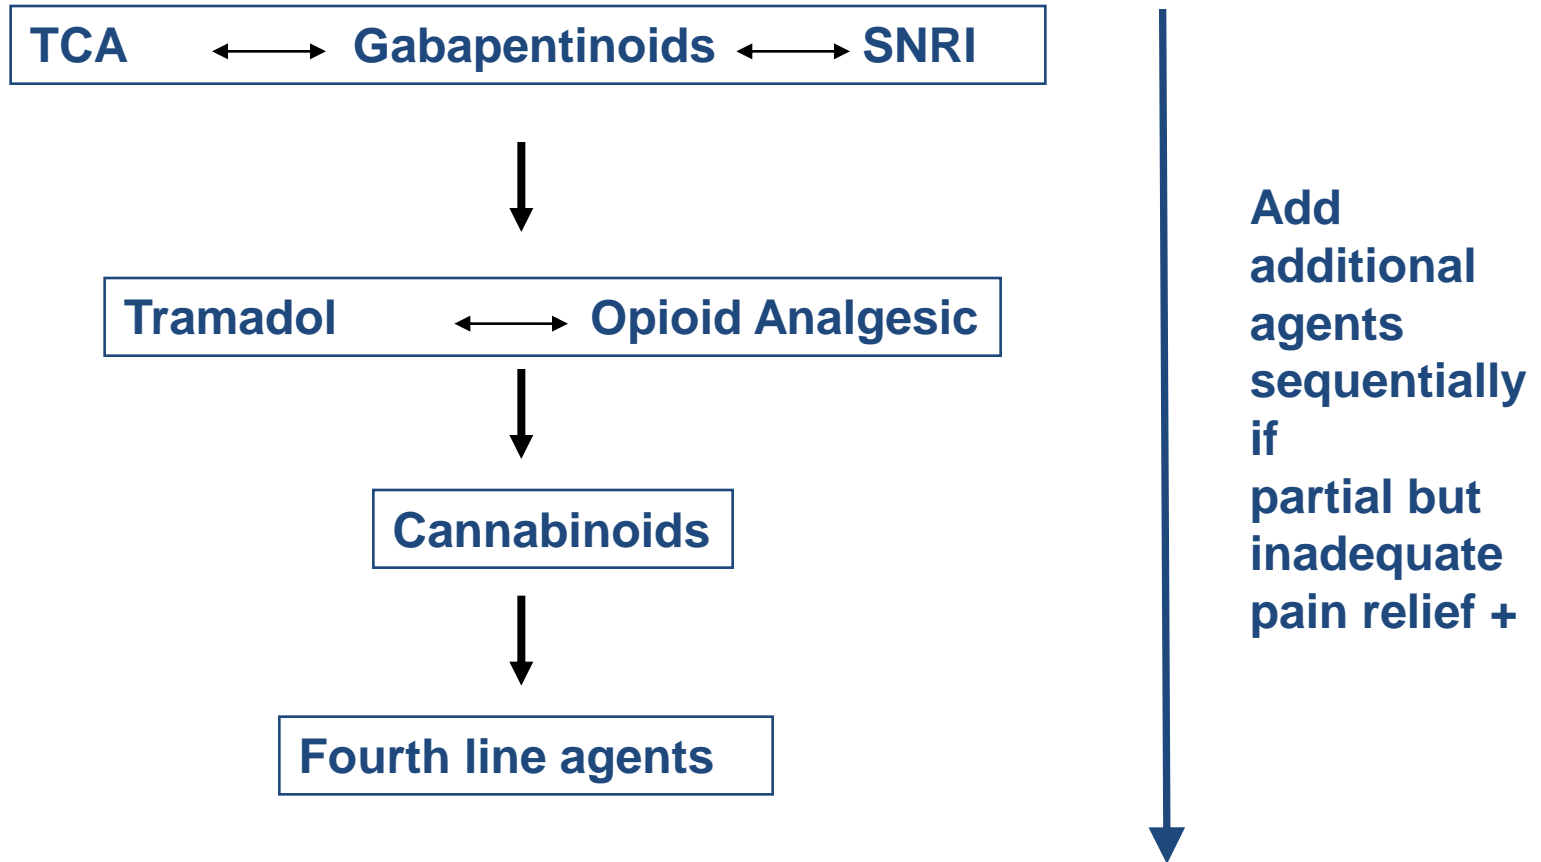 TCA Gabapentinoids SNRI
Tramadol Opioid Analgesic
Cannabinoids
Fourth line agents
Add
additional
agents
sequentially
if
partial but
inadequate
pain relief +